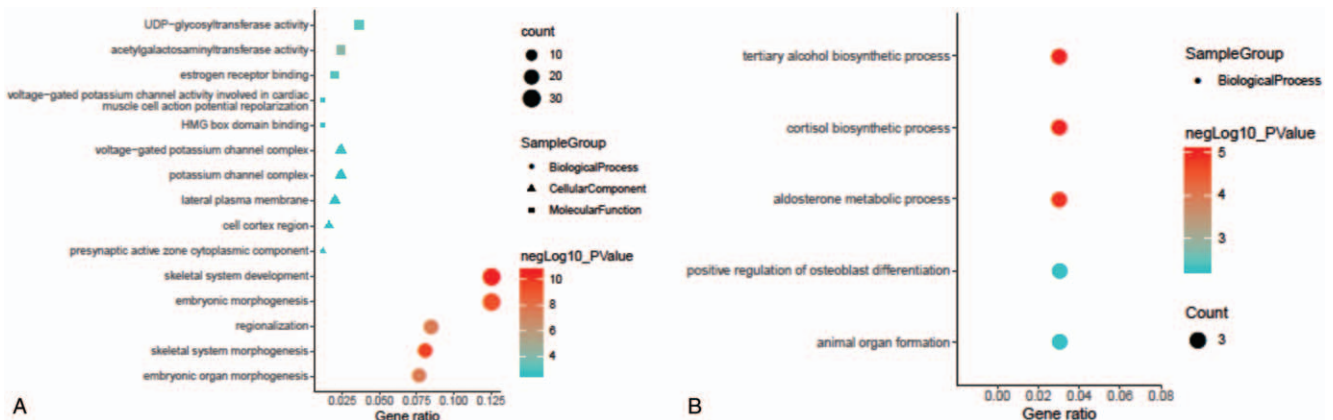 UDP-glycosyltransferase activity
acetylgalactosaminyltransferase activity
estrogen receptor binding
voltage-gated potassium channel activity involved in cardiac
muscle cell action potential repolarization
HMG box domain binding
voltage-gated potassium channel complex
potassium channel complex
lateral plasma membrane
cell cortex region
presynaptic active zone cytoplasmic component
skeletal system development
embryonic morphogenesis
regionalization
skeletal system morphogenesis
embryonic organ morphogenesis
0.025 0.050 0.075 0.100 0.125
Gene ratio
A
count
10
20
30
SampleGroup
BiologicalProcess
CellularComponent
MolecularFunction
negLog10_PValue
10
8
6
4
tertiary alcohol biosynthetic process
cortisol biosynthetic process
aldosterone metabolic process
positive regulation of osteoblast differentiation
animal organ formation
0.00 0.02 0.04 0.06 0.08
Gene ratio
B
SampleGroup
BiologicalProcess
negLog10_PValue
5
4
3
Count
3